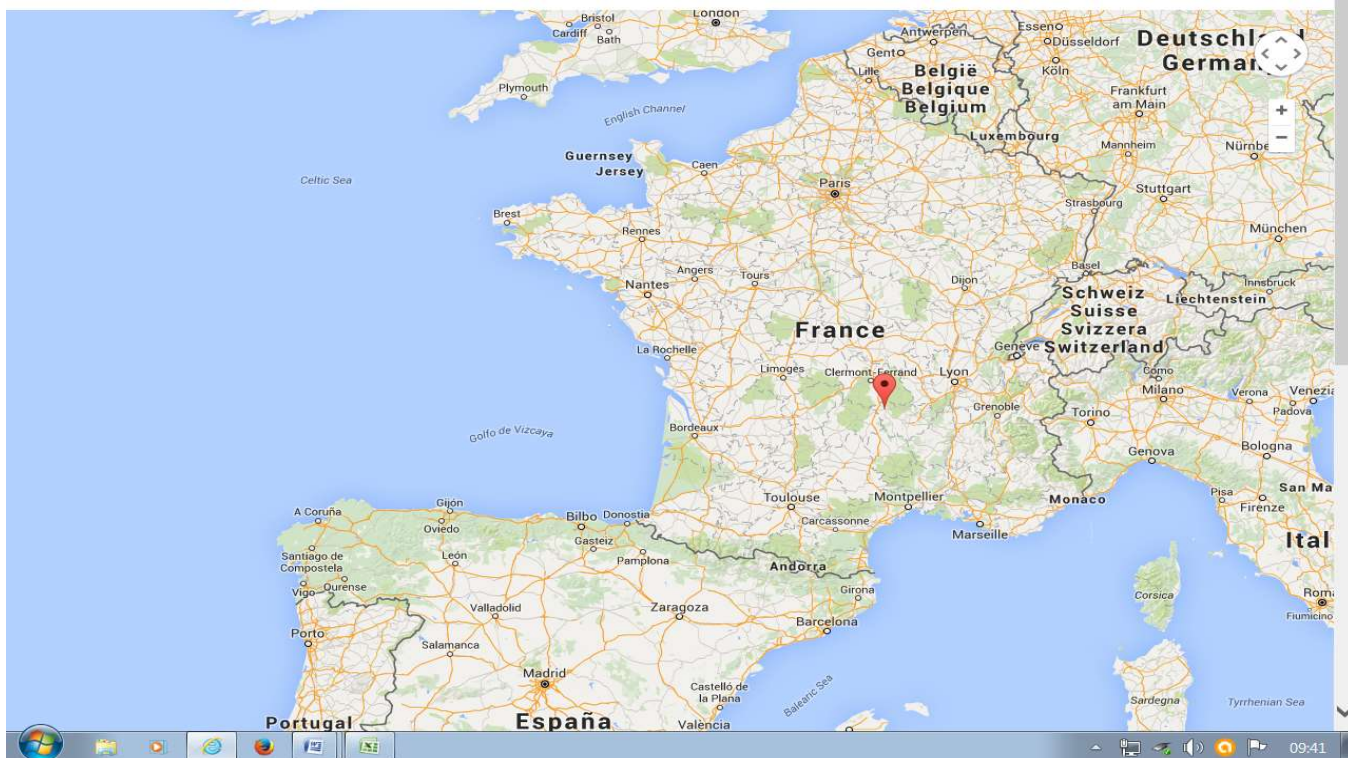 London
Bristol
Cardiff
Bath
Plymouth
English Channel
Guernsey
Jersey
Celtic Sea
Antwerpen
Gent
Lille
België
Belgique
Belgium
Essen
Düsseldorf
Köln
Deutschl
German
Frankfurt
am Main
Luxembourg
Mannheim
Nürnbe
Caen
Paris
Stuttgart
Strasbourg
Brest
Rennes
München
Angers
Tours
Nantes
Dijon
Basel
Innsbruck
Schweiz
Suisse
Svizzera
Switzerland
Liechtenstein
France
La Rochelle
Genève
Limoges
Clermont-Ferrand
Lyon
Como
Milano
Verona
Venezia
Padova
Grenoble
Torino
Bordeaux
Golfo de Vizcaya
Bologna
Genova
Toulouse
Montpellier
Monaco
Pisa
San Ma
Firenze
A Coruña
Gijón
Oviedo
Bilbo
Donostia
Carcassonne
Marseille
Gasteiz
Ital
Santiago de
Compostela
León
Pamplona
Andorra
Vigo
Ourense
Girona
Corsica
Roma
Fiumicino
Valladolid
Zaragoza
Barcelona
Porto
Salamanca
Madrid
Castelló de
la Plana
Balearic Sea
Sardegna
Tyrrhenian Sea
Portugal
España
València
09:41